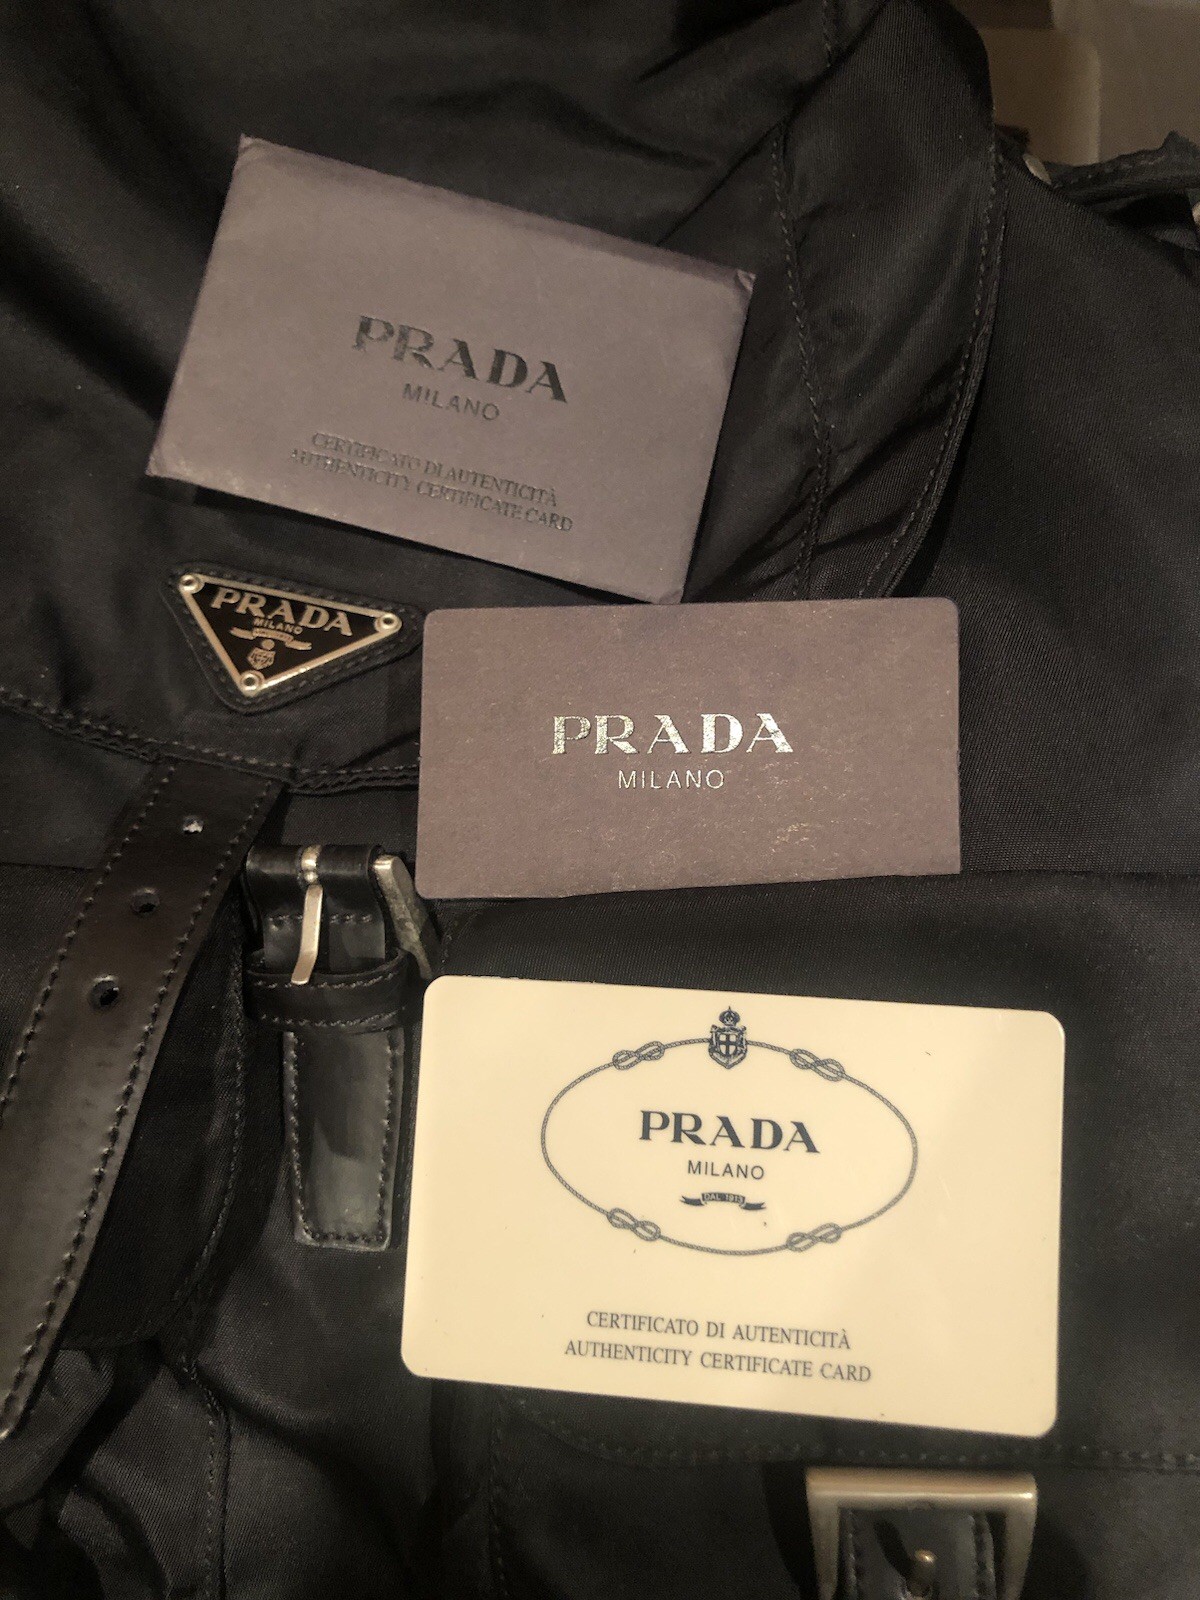 PRADA
MILANO
CERTIFICATO DI AUTENTICITÀ
AUTHENTICITY CERTIFICATE CARD
PRADA
MILANO
PRADA
MILANO
PRADA
MILANO
DAL 1913
CERTIFICATO DI AUTENTICITÀ
AUTHENTICITY CERTIFICATE CARD